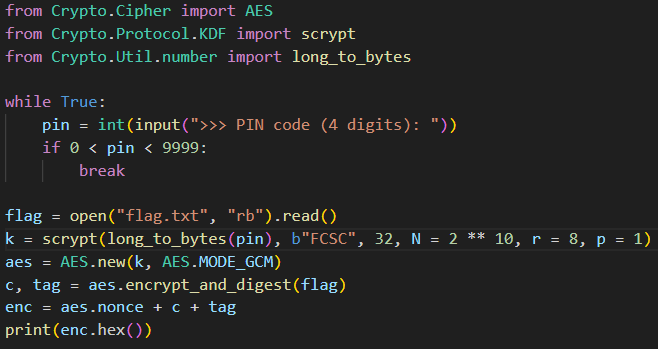 from Crypto.Cipher import AES
from Crypto.Protocol.KDF import scrypt
from Crypto.Util.number import long_to_bytes

while True:
    pin = int(input(">>> PIN code (4 digits): "))
    if 0 < pin < 9999:
        break

flag = open("flag.txt", "rb").read()
k = scrypt(long_to_bytes(pin), b"FCSC", 32, N = 2 ** 10, r = 8, p = 1)
aes = AES.new(k, AES.MODE_GCM)
c, tag = aes.encrypt_and_digest(flag)
enc = aes.nonce + c + tag
print(enc.hex())